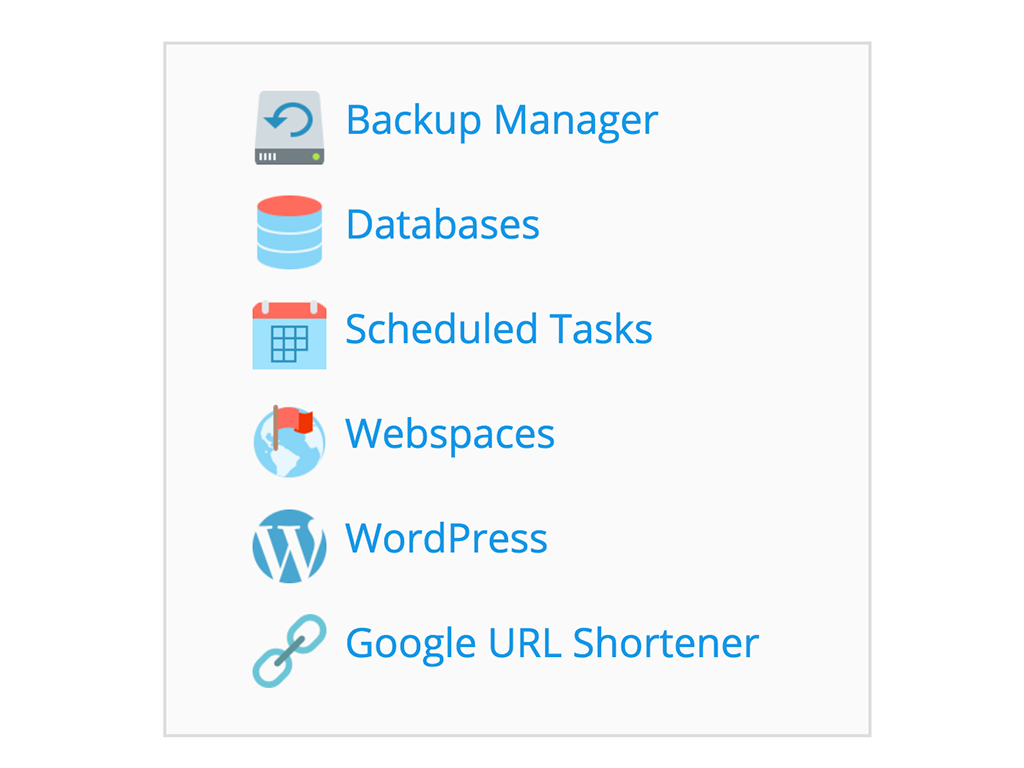 Backup Manager
Databases
Scheduled Tasks
Webspaces
WordPress
Google URL Shortener